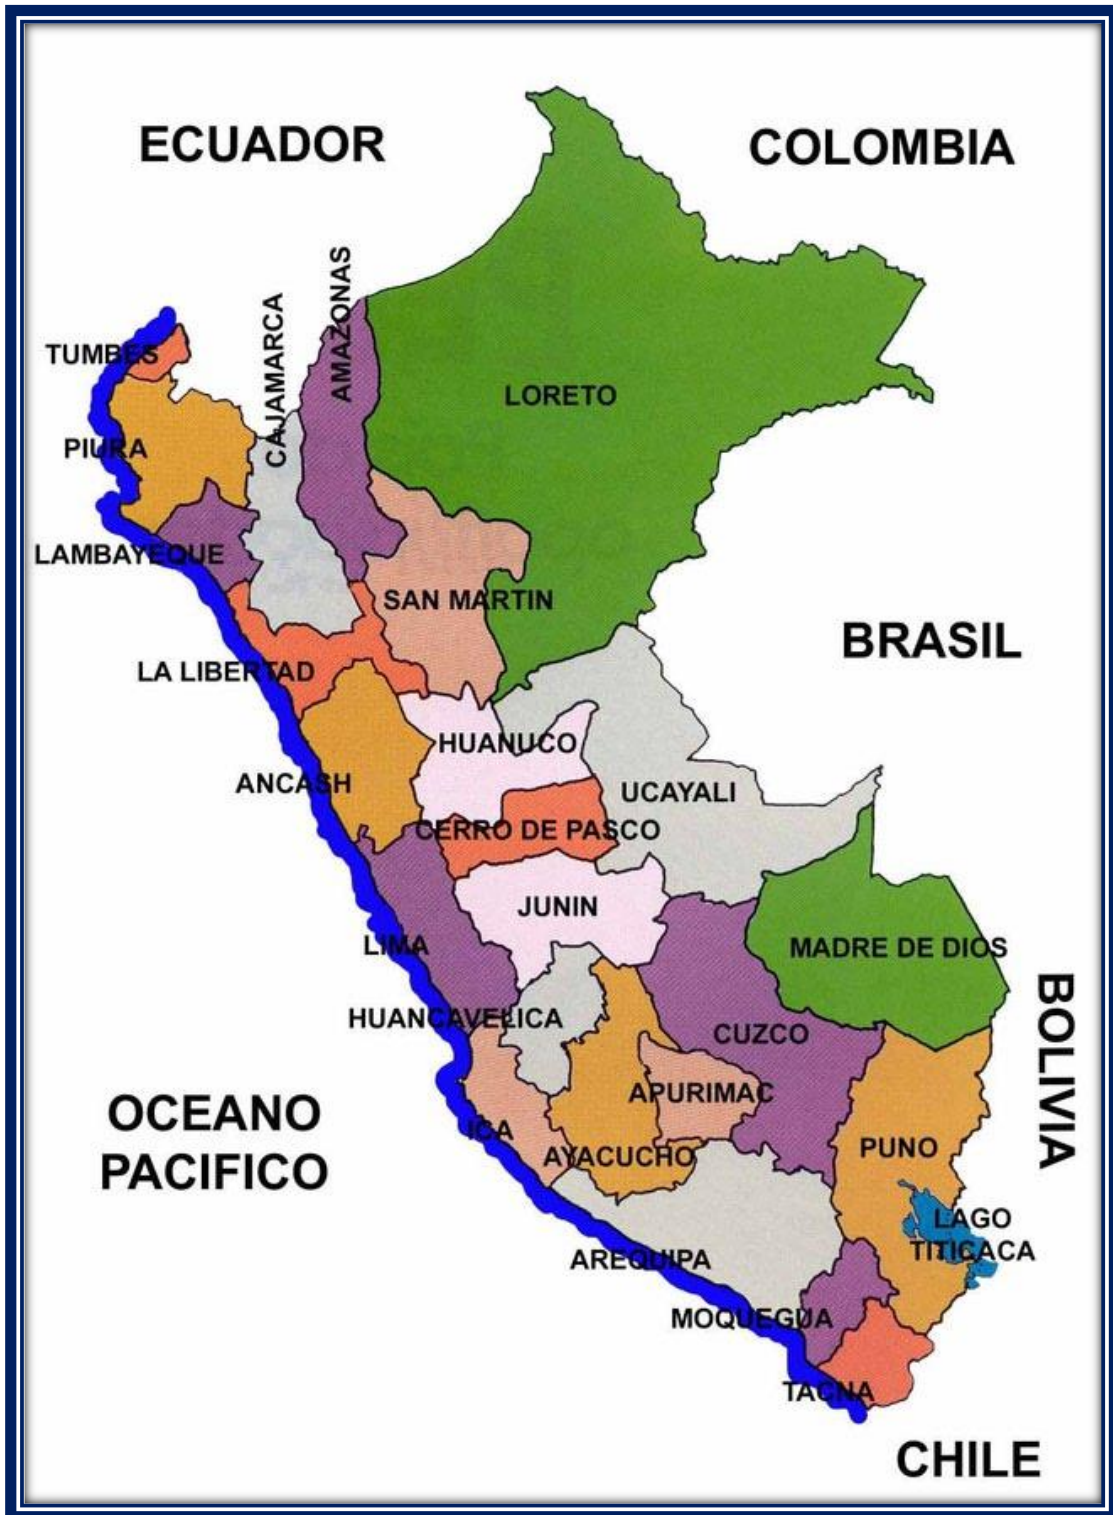 ECUADOR
COLOMBIA
AMAZONAS
CAJAMARCA
TUMBES
LORETO
PIURA
LAMBAYEQUE
SAN MARTIN
BRASIL
LA LIBERTAD
HUANUCO
ANCASH
UCAYALI
CERRO DE PASCO
JUNIN
LIMA
MADRE DE DIOS
HUANCAVELICA
CUZCO
BOLIVIA
APURIMAC
OCEANO
PACIFICO
ICA
AYACUCHO
PUNO
LAGO
TITICACA
AREQUIPA
MOQUEGUA
TACNA
CHILE